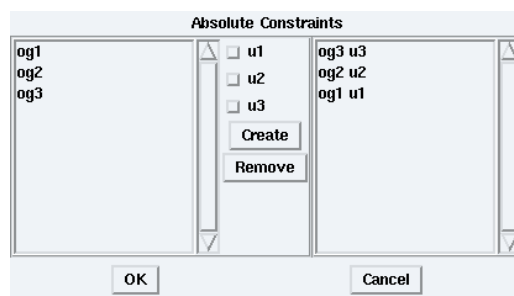 Absolute Constraints
og1
og2
og3
u1
u2
u3
Create
Remove
og3 u3
og2 u2
og1 u1
OK
Cancel